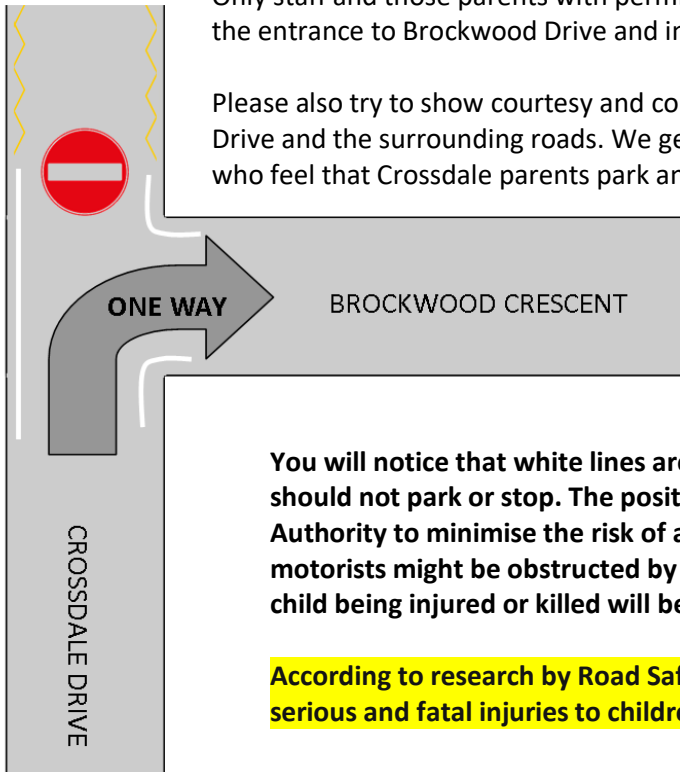 Only staff and those parents with perm
the entrance to Brockwood Drive and i
Please also try to show courtesy and co
Drive and the surrounding roads. We ge
who feel that Crossdale parents park an
ONE WAY
BROCKWOOD CRESCENT
You will notice that white lines are
should not park or stop. The posit
Authority to minimise the risk of a
motorists might be obstructed by
child being injured or killed will be
According to research by Road Saf
serious and fatal injuries to childre
CROSSDALE DRIVE